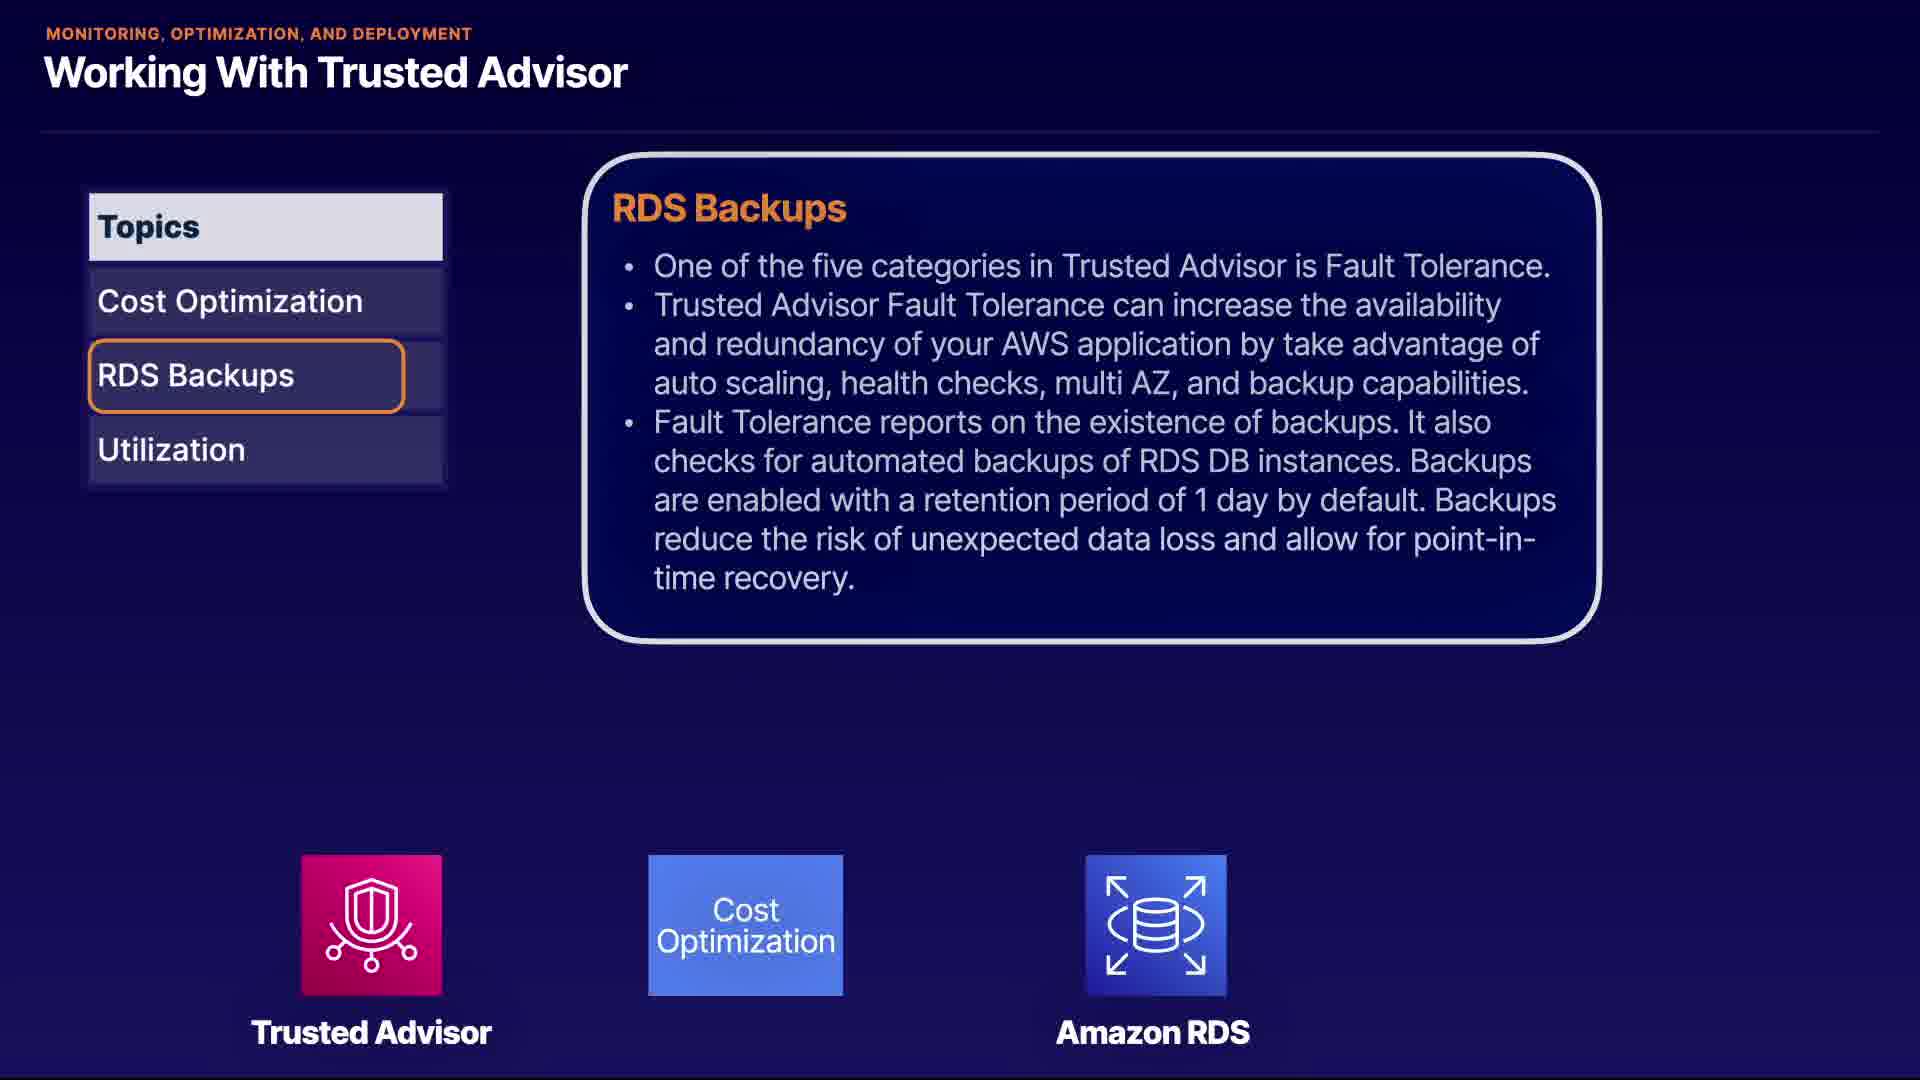 MONITORING, OPTIMIZATION, AND DEPLOYMENT
Working With Trusted Advisor
Topics
Cost Optimization
RDS Backups
Utilization
RDS Backups
• One of the five categories in Trusted Advisor is Fault Tolerance.
• Trusted Advisor Fault Tolerance can increase the availability
and redundancy of your AWS application by take advantage of
auto scaling, health checks, multi AZ, and backup capabilities.
• Fault Tolerance reports on the existence of backups. It also
checks for automated backups of RDS DB instances. Backups
are enabled with a retention period of 1 day by default. Backups
reduce the risk of unexpected data loss and allow for point-in-
time recovery.
Cost
Optimization
Trusted Advisor
Amazon RDS